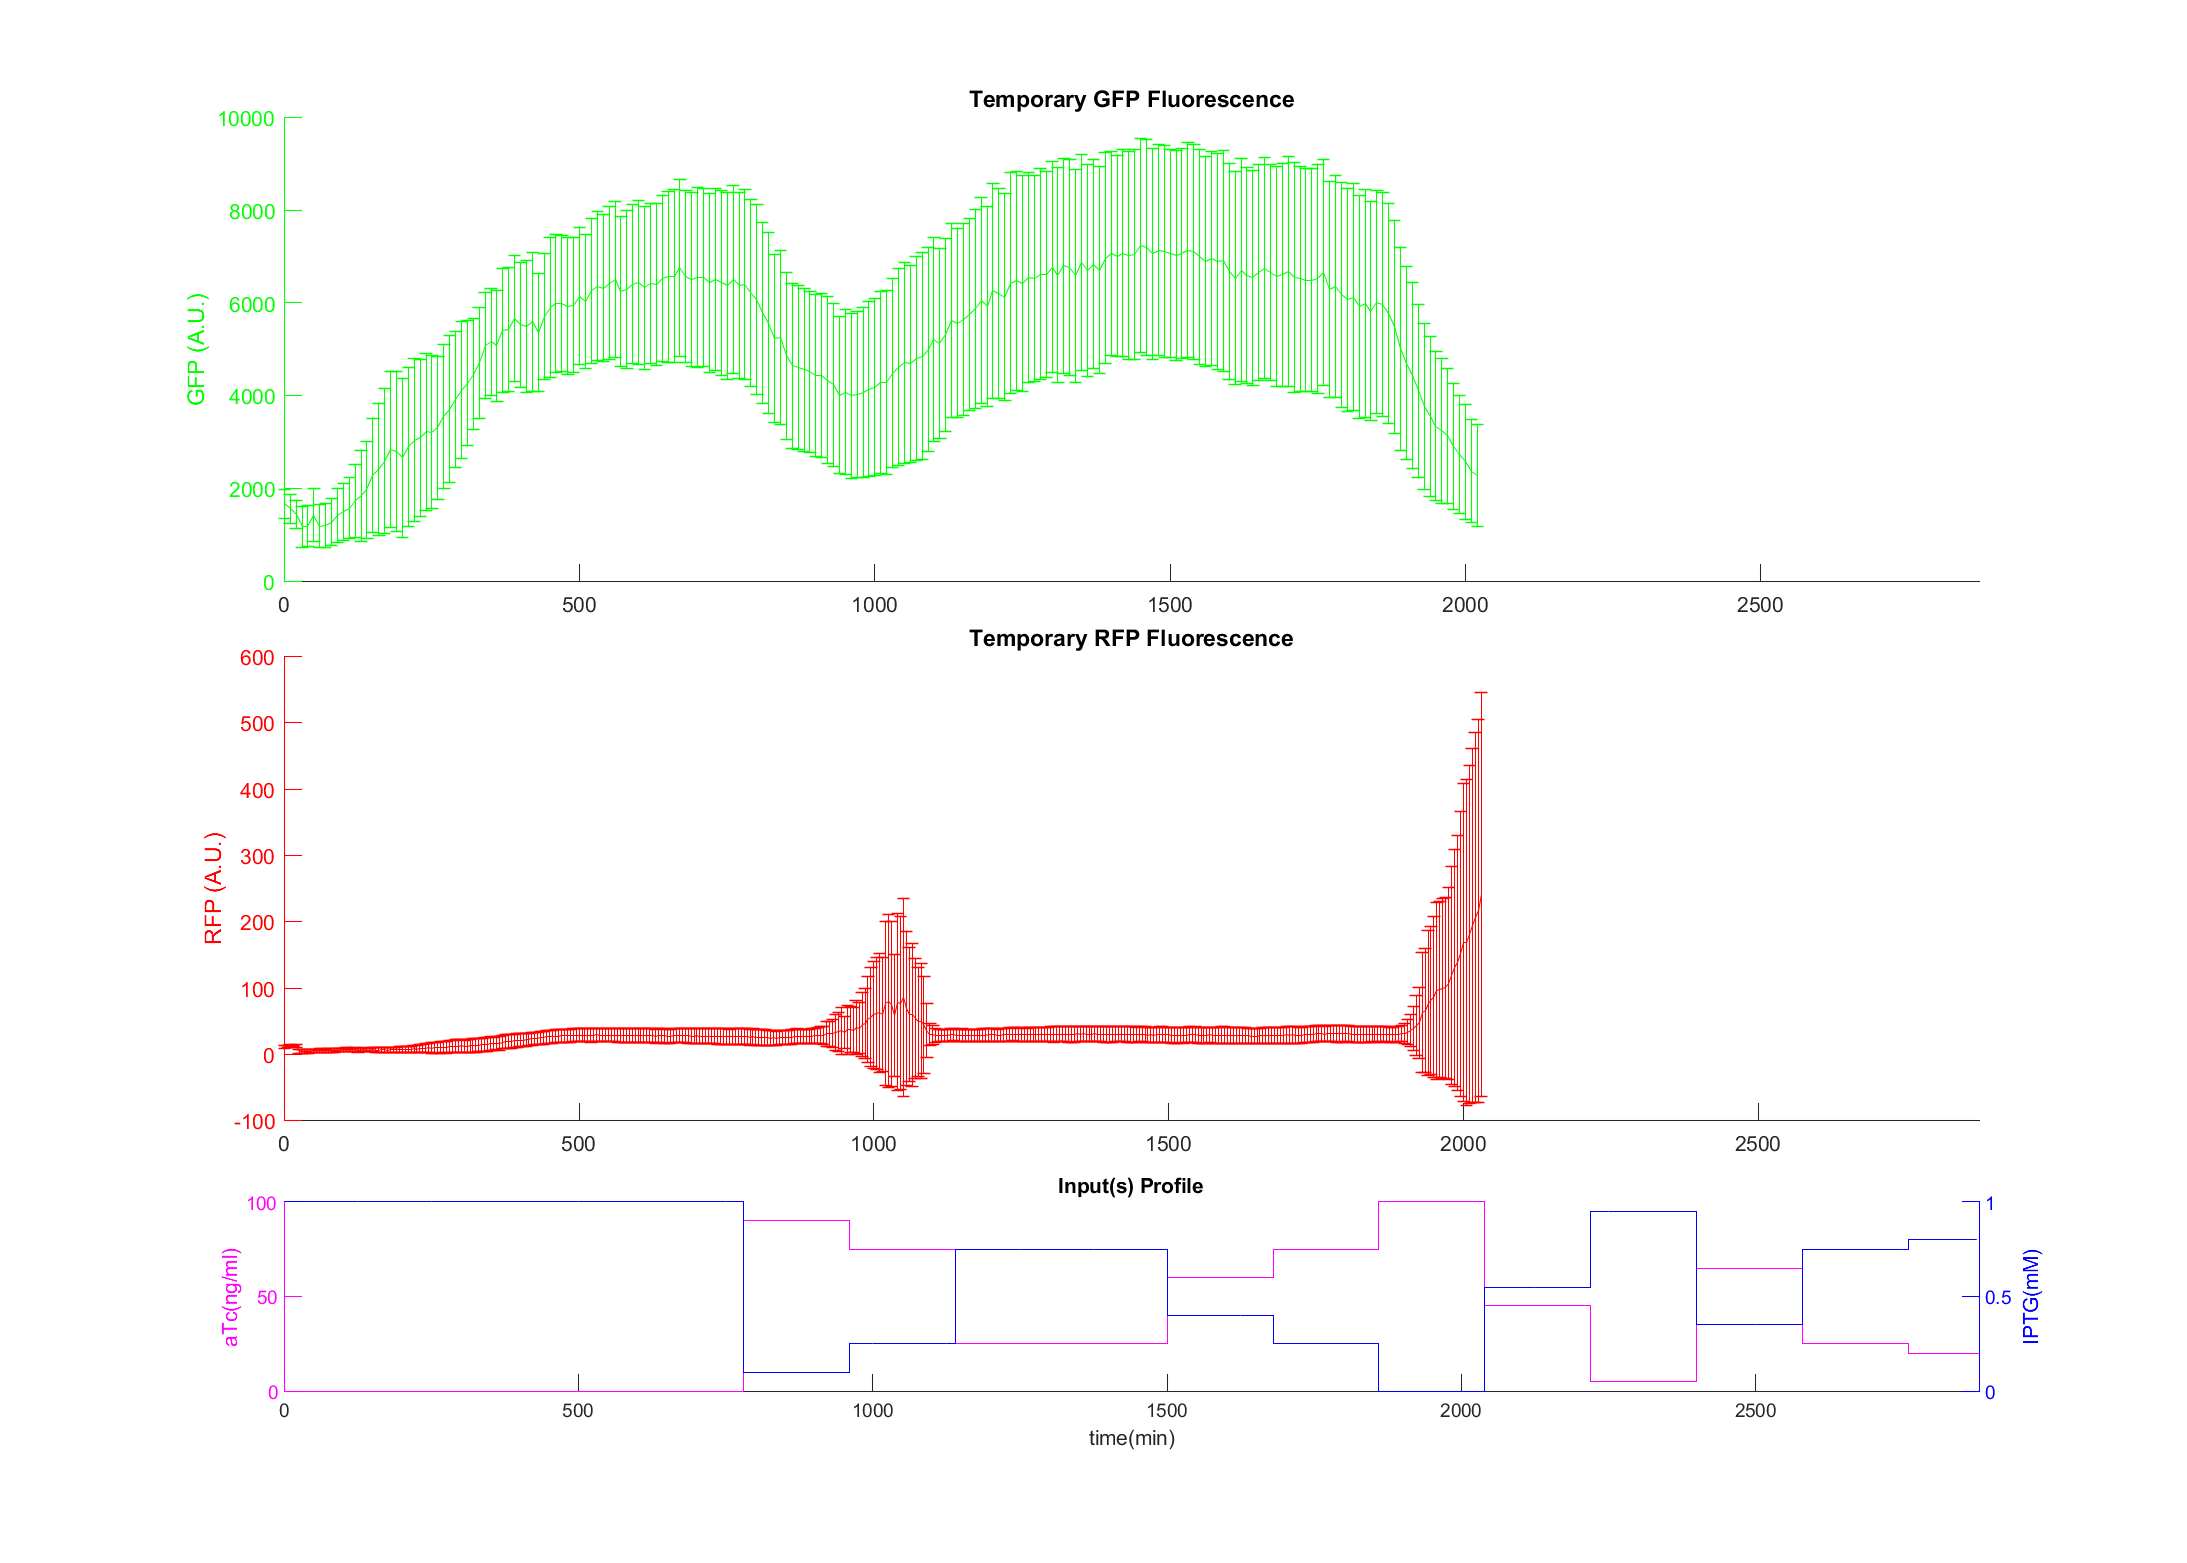 Temporary GFP Fluorescence
10000
8000
6000
4000
2000
0
GFP (A.U.)
0 500 1000 1500 2000 2500
Temporary RFP Fluorescence
600
500
400
300
200
100
0
-100
RFP (A.U.)
0 500 1000 1500 2000 2500
Input(s) Profile
100
50
0
aTc(ng/ml)
1
0.5
0
IPTG(mM)
0 500 1000 1500 2000 2500
time(min)